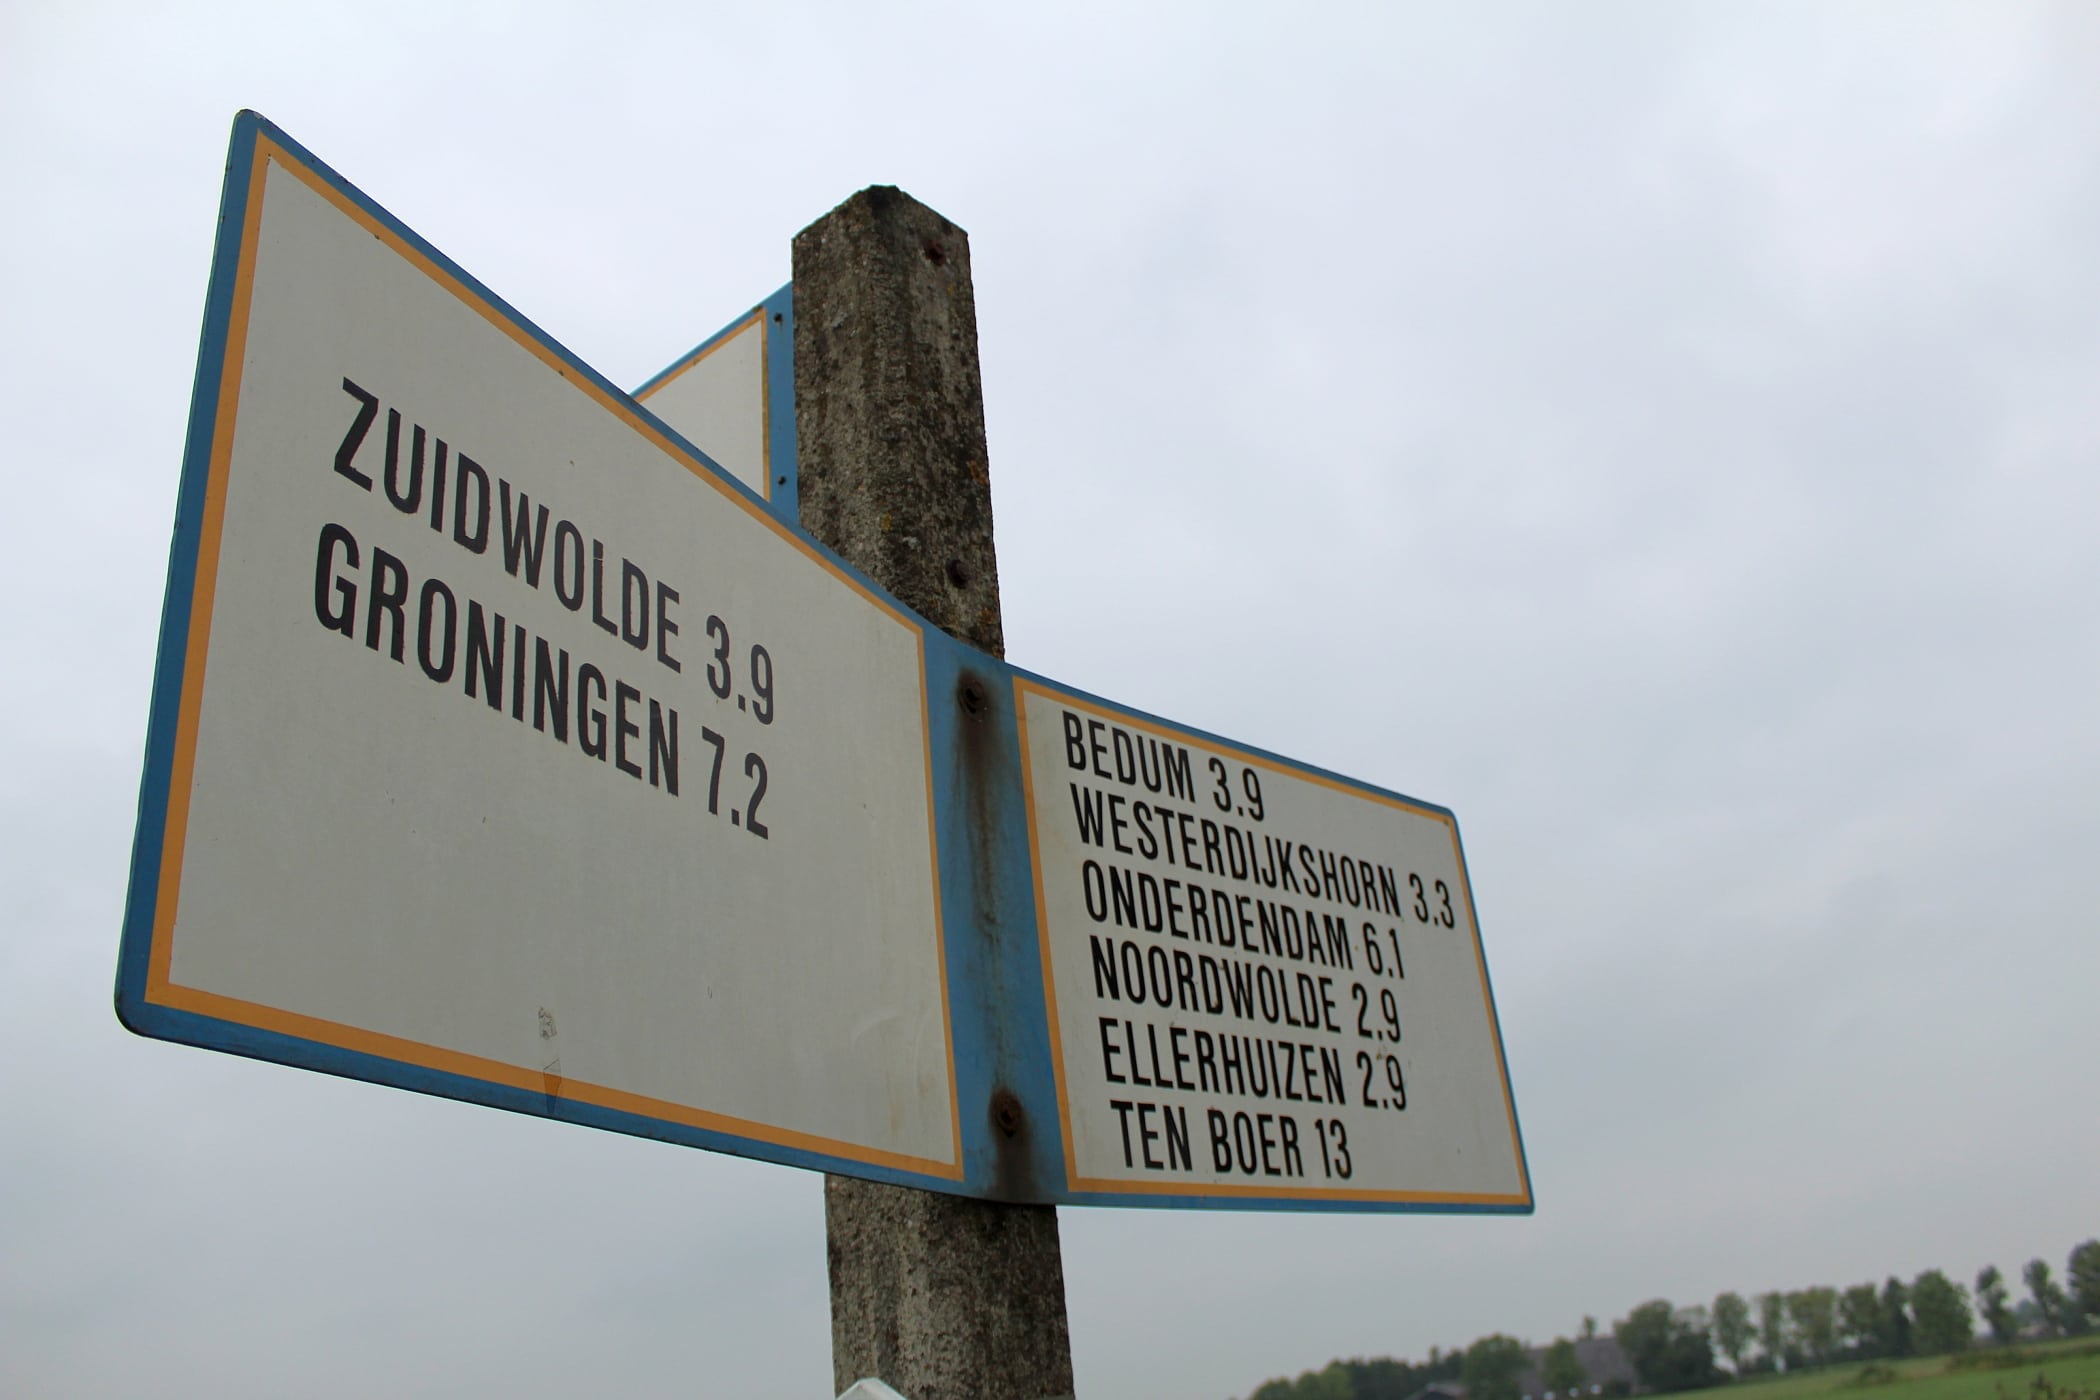 ZUIDWOLDE 3.9
GRONINGEN 7.2
BEDUM 3.9
WESTERDIJKSHORN 3.3
ONDERDENDAM 6.1
NOORDWOLDE 2.9
ELLERHUIZEN 2.9
TEN BOER 13